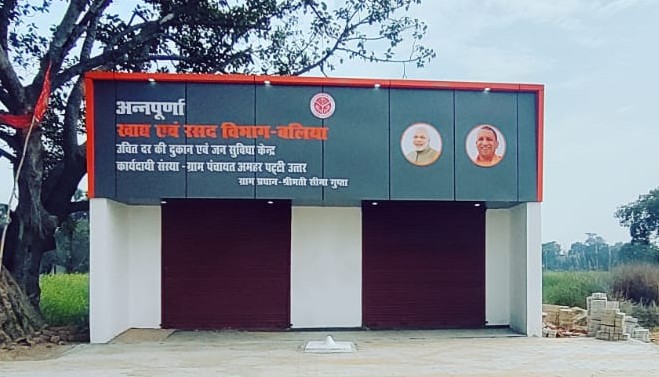 अन्नपूर्णा
खाद्य एवं रसद विभाग-बलिया
उचित दर की दुकान एवं जन सुविधा केन्द्र
कार्यदायी संस्था - ग्राम पंचायत अमहर पट्टी उत्तर
ग्राम प्रधान-श्रीमती सीमा गुप्ता